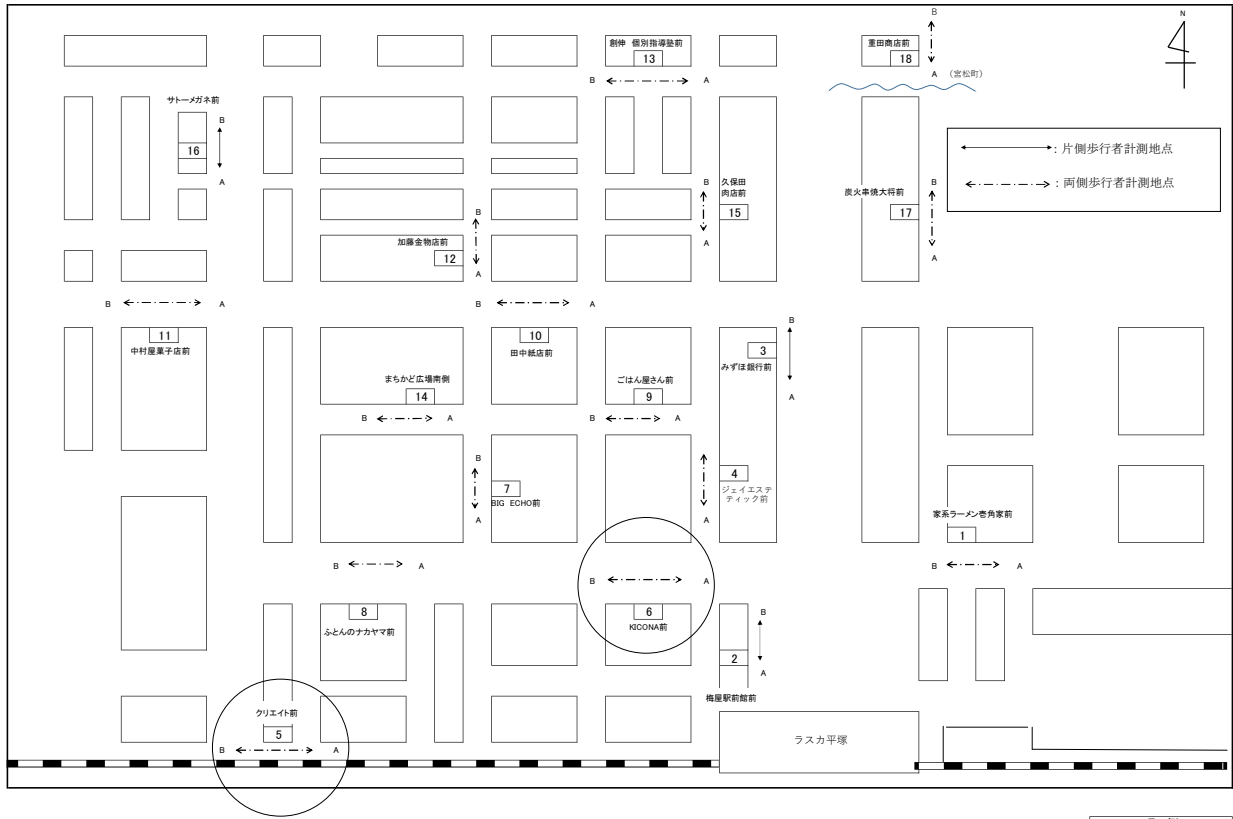 B
N
創伸 個別指導塾前
13
B A
重田商店前
18
A (宮松町)
サトーメガネ前
B
16
A
: 片側歩行者計測地点
: 両側歩行者計測地点
B
久保田
肉店前
15
A
B
炭火串焼大将前
17
A
B
加藤金物店前
12
A
B A
B A
11
中村屋菓子店前
10
田中紙店前
B
3
みずほ銀行前
A
まちかど広場南側
14
B A
ごはん屋さん前
9
B A
B
7
BIG ECHO前
A
4
ジェイエステ
ティック前
A
家系ラーメン壱角家前
1
B A
B A
8
ふとんのナカヤマ前
B A
6
KICONA前
B
2
A
梅屋駅前館前
クリエイト前
5
B A
ラスカ平塚